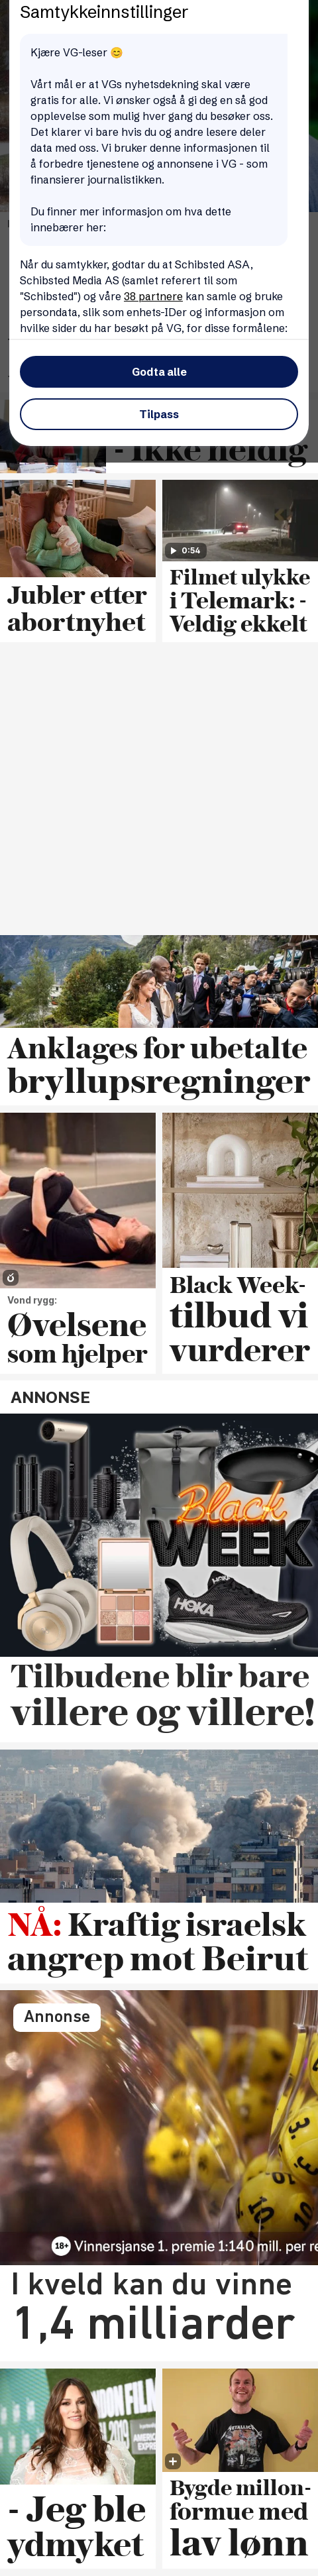 Samtykkeinnstillinger
Kjære VG-leser 😊
Vårt mål er at VGs nyhetsdekning skal være
gratis for alle. Vi ønsker også å gi deg en så god
opplevelse som mulig hver gang du besøker oss.
Det klarer vi bare hvis du og andre lesere deler
data med oss. Vi bruker denne informasjonen til
å forbedre tjenestene og annonsene i VG - som
finansierer journalistikken.
Du finner mer informasjon om hva dette
innebærer her:
Når du samtykker, godtar du at Schibsted ASA,
Schibsted Media AS (samlet referert til som
"Schibsted") og våre 38 partnere kan samle og bruke
persondata, slik som enhets-IDer og informasjon om
hvilke sider du har besøkt på VG, for disse formålene:
Godta alle
Tilpass
- Ikke heldig
0:54
Jubler etter
abortnyhet
Filmet ulykke
i Telemark: -
Veldig ekkelt
Anklages for ubetalte
bryllupsregninger
Vond rygg:
Øvelsene
som hjelper
Black Week-
tilbud vi
vurderer
ANNONSE
Black
WEEK
HOKA
Tilbudene blir bare
villere og villere!
NÅ: Kraftig israelsk
angrep mot Beirut
Annonse
18+ Vinnersjanse 1. premie 1:140 mill. per re
I kveld kan du vinne
1,4 milliarder
METALLICA
- Jeg ble
ydmyket
Bygde millon-
formue med
lav lønn